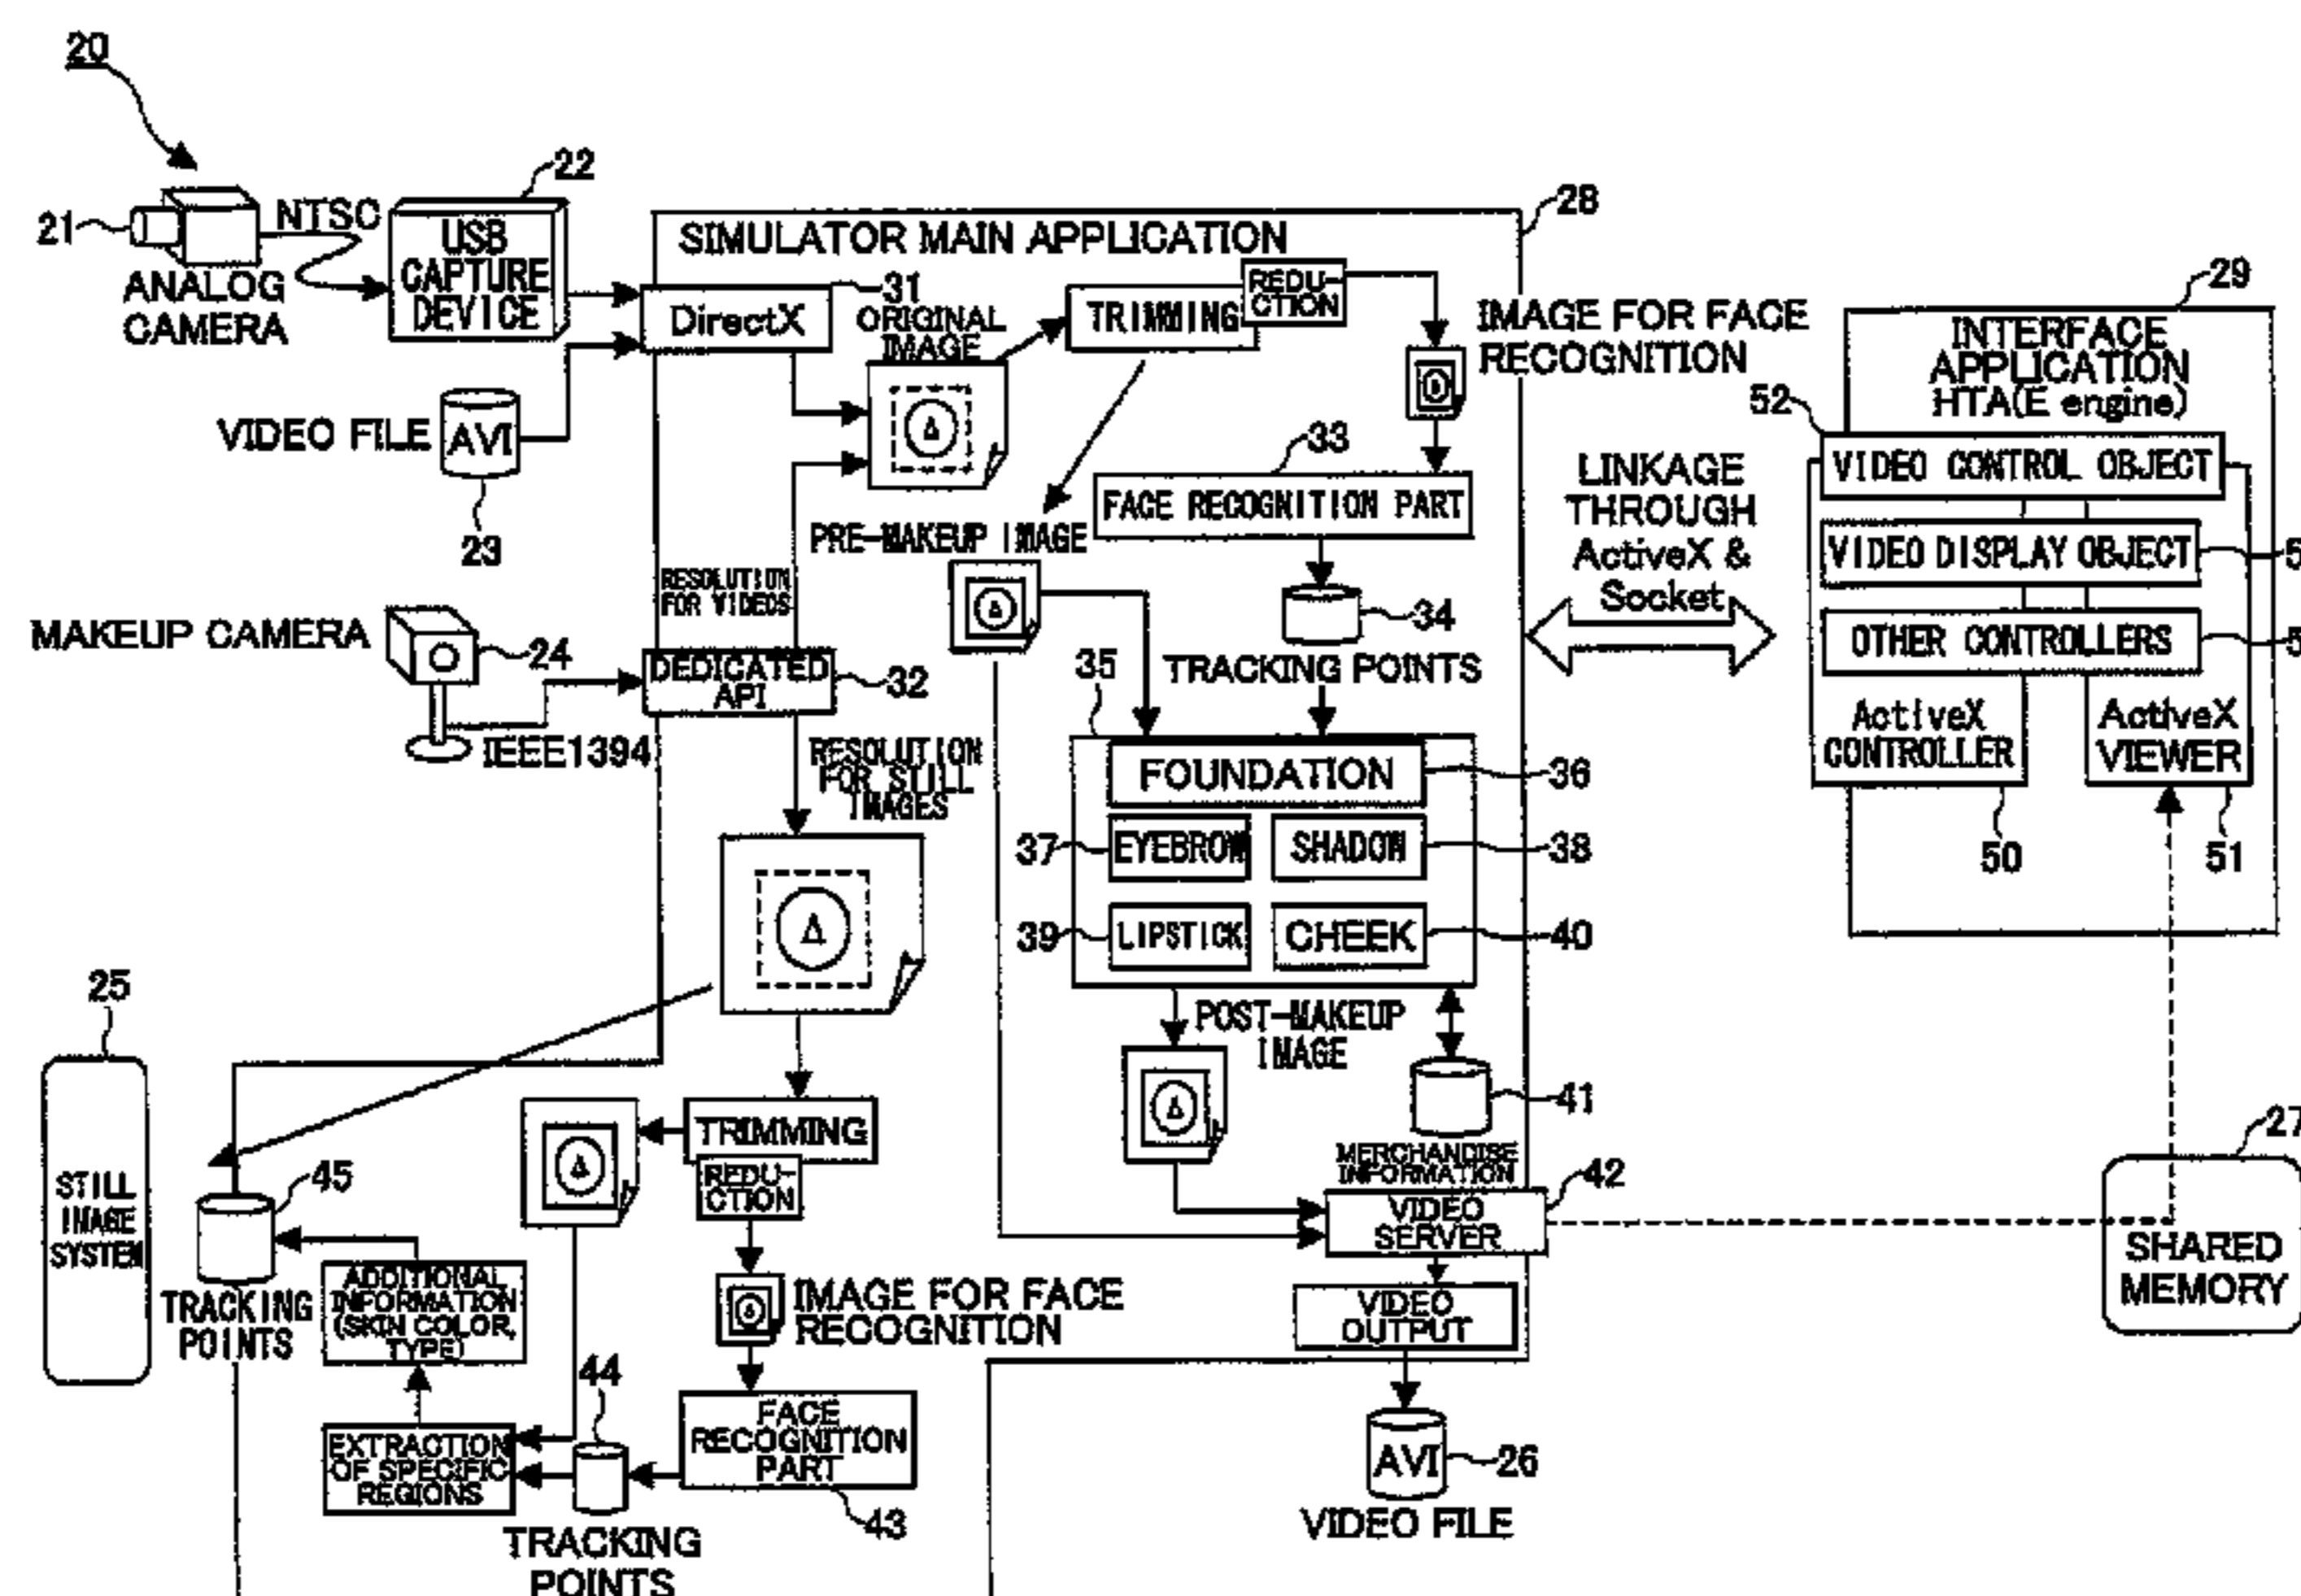 20
21
NTSC
ANALOG
CAMERA
22
USB
CAPTURE
DEVICE
VIDEO FILE
AVI
23
MAKEUP CAMERA
24
IEEE1394
28
SIMULATOR MAIN APPLICATION
31
DirectX
ORIGINAL
IMAGE
TRIMMING
REDU-
CTION
IMAGE FOR FACE
RECOGNITION
33
FACE RECOGNITION PART
PRE-MAKEUP IMAGE
RESOLUTION
FOR VIDEOS
34
TRACKING POINTS
DEDICATED
API
32
RESOLUTION
FOR STILL
IMAGES
35
FOUNDATION
36
37
EYEBROW
SHADOW
38
39
LIPSTICK
CHEEK
40
POST-MAKEUP
IMAGE
41
MERCHANDISE
INFORMATION
VIDEO
SERVER
42
VIDEO
OUTPUT
AVI
26
VIDEO FILE
LINKAGE
THROUGH
ActiveX &
Socket
29
INTERFACE
APPLICATION
HTA(E engine)
52
VIDEO CONTROL OBJECT
VIDEO DISPLAY OBJECT
5
OTHER CONTROLLERS
5
ActiveX
CONTROLLER
ActiveX
VIEWER
50
51
27
SHARED
MEMORY
25
STILL
IMAGE
SYSTEM
45
TRACKING
POINTS
TRIMMING
REDU-
CTION
IMAGE FOR FACE
RECOGNITION
ADDITIONAL
INFORMATION
(SKIN COLOR,
TYPE)
EXTRACTION
OF SPECIFIC
REGIONS
44
TRACKING
POINTS
FACE
RECOGNITION
PART
43